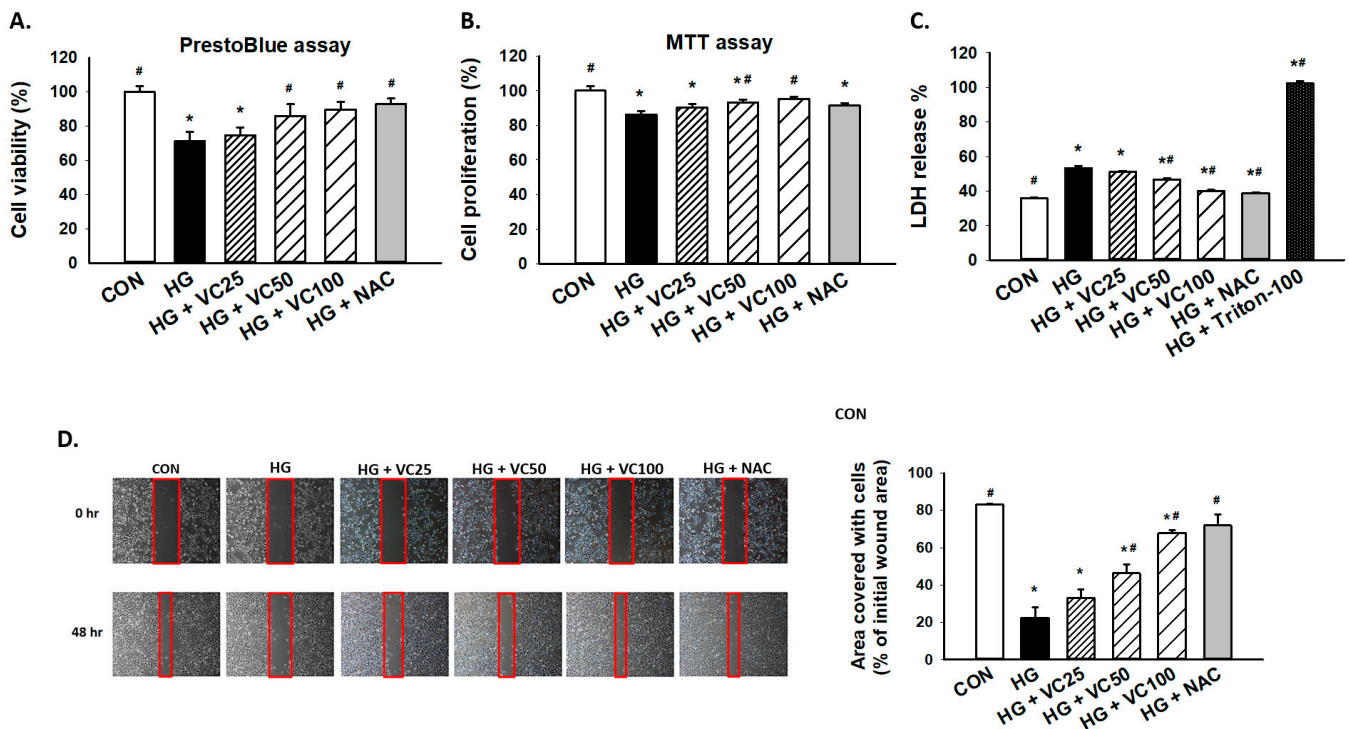 A.
PrestoBlue assay
Cell viability (%)
120
100
80
60
40
20
0
#
*
*
#
#
#
CON
HG
HG + VC25
HG + VC50
HG + VC100
HG + NAC
B.
MTT assay
Cell proliferation (%)
120
100
80
60
40
20
0
#
*
*
*#
#
*
CON
HG
HG + VC25
HG + VC50
HG + VC100
HG + NAC
C.
LDH release %
120
100
80
60
40
20
0
#
*
*
*#
*#
*#
*#
CON
HG
HG + VC25
HG + VC50
HG + VC100
HG + NAC
HG + Triton-100
D.
CON
HG
HG + VC25
HG + VC50
HG + VC100
HG + NAC
0 hr
48 hr
CON
Area covered with cells
(% of initial wound area)
100
80
60
40
20
0
#
*
*
*#
*#
#
CON
HG
HG + VC25
HG + VC50
HG + VC100
HG + NAC